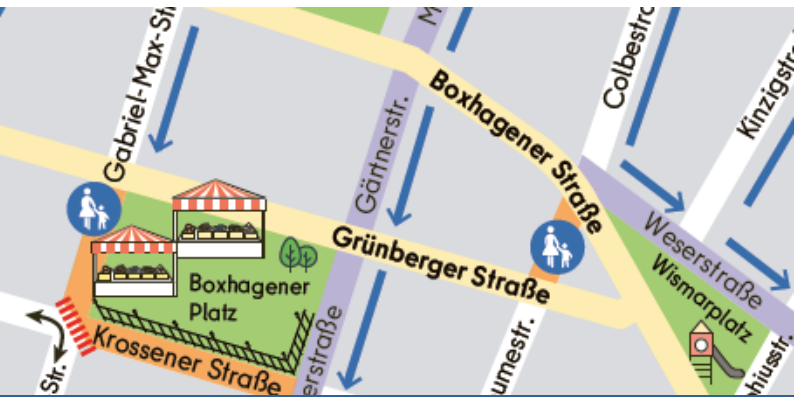 Gabriel-Max-St
Gärtnerstr.
Boxhagener Straße
Colbestr
Kinzigstr
Grünberger Straße
Weserstraße
Wismarplatz
Boxhagener
Platz
Krossener Straße
erstraße
umestr.
Str.
hiusstr.